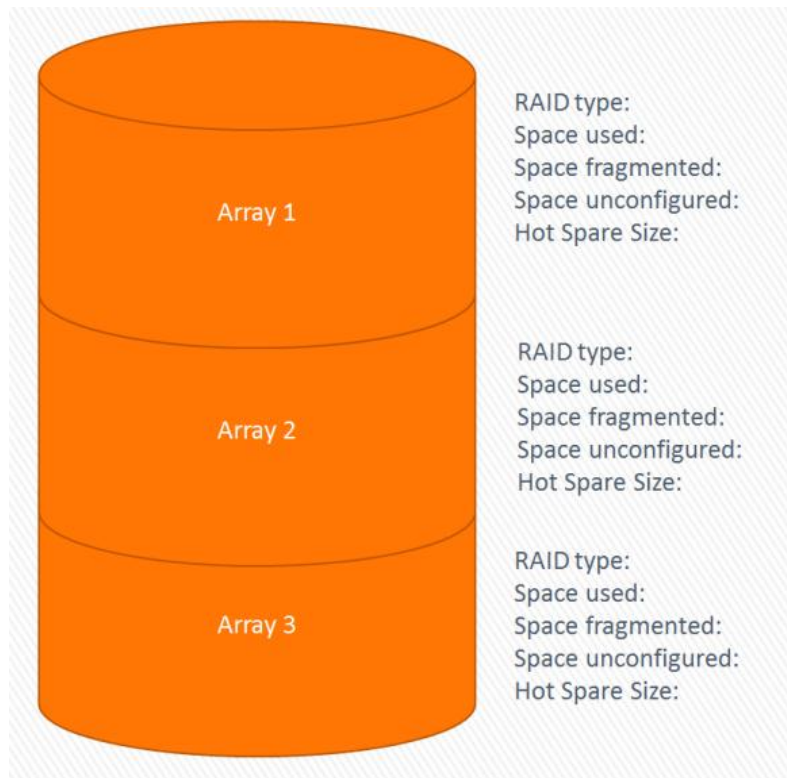 Array 1
RAID type:
Space used:
Space fragmented:
Space unconfigured:
Hot Spare Size:
Array 2
RAID type:
Space used:
Space fragmented:
Space unconfigured:
Hot Spare Size:
Array 3
RAID type:
Space used:
Space fragmented:
Space unconfigured:
Hot Spare Size: